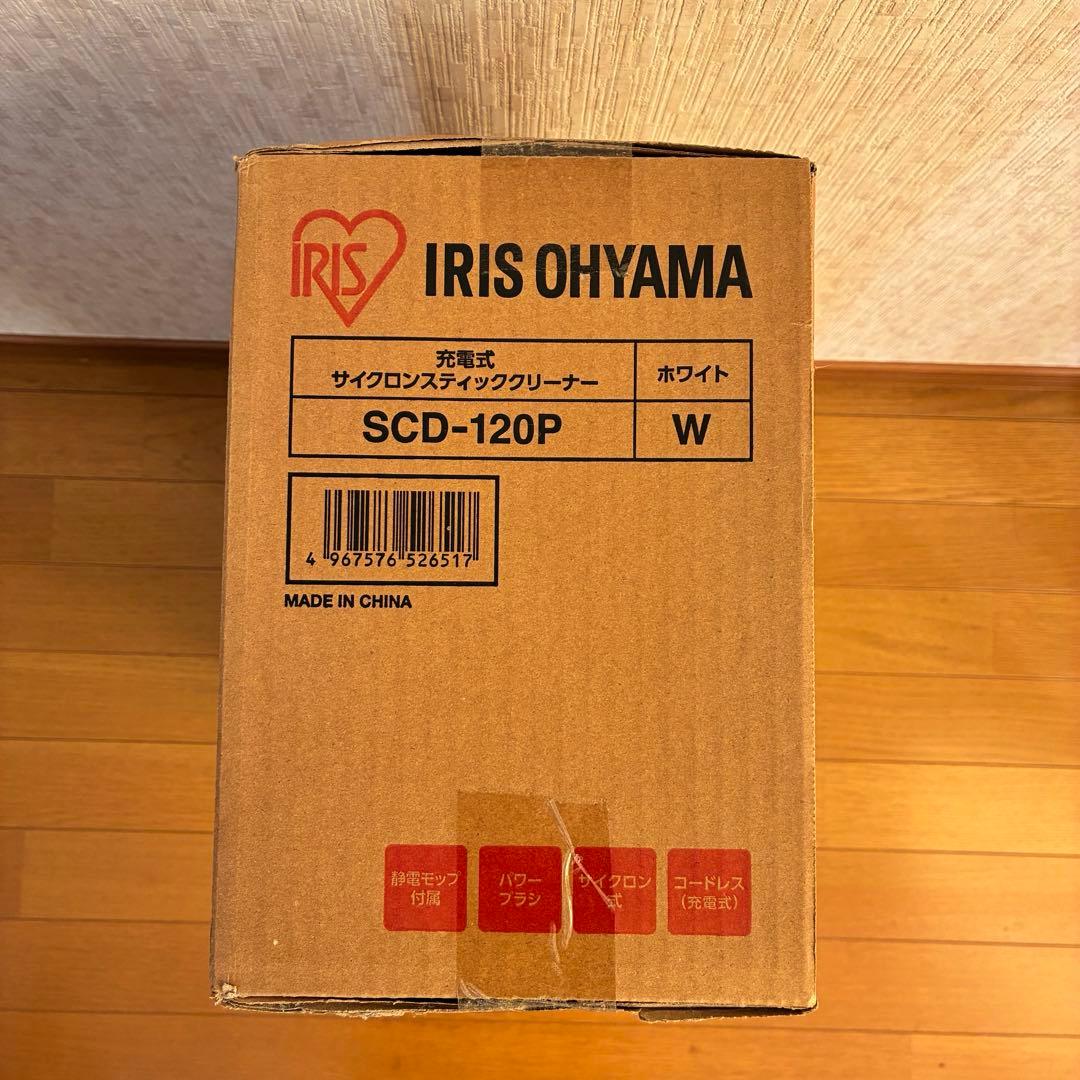 IRIS
IRIS OHYAMA
充電式
サイクロンスティッククリーナー
ホワイト
SCD-120P
W
4 967576 526517
MADE IN CHINA
静電モップ
付属
パワー
ブラシ
サイクロン
式
コードレス
(充電式)